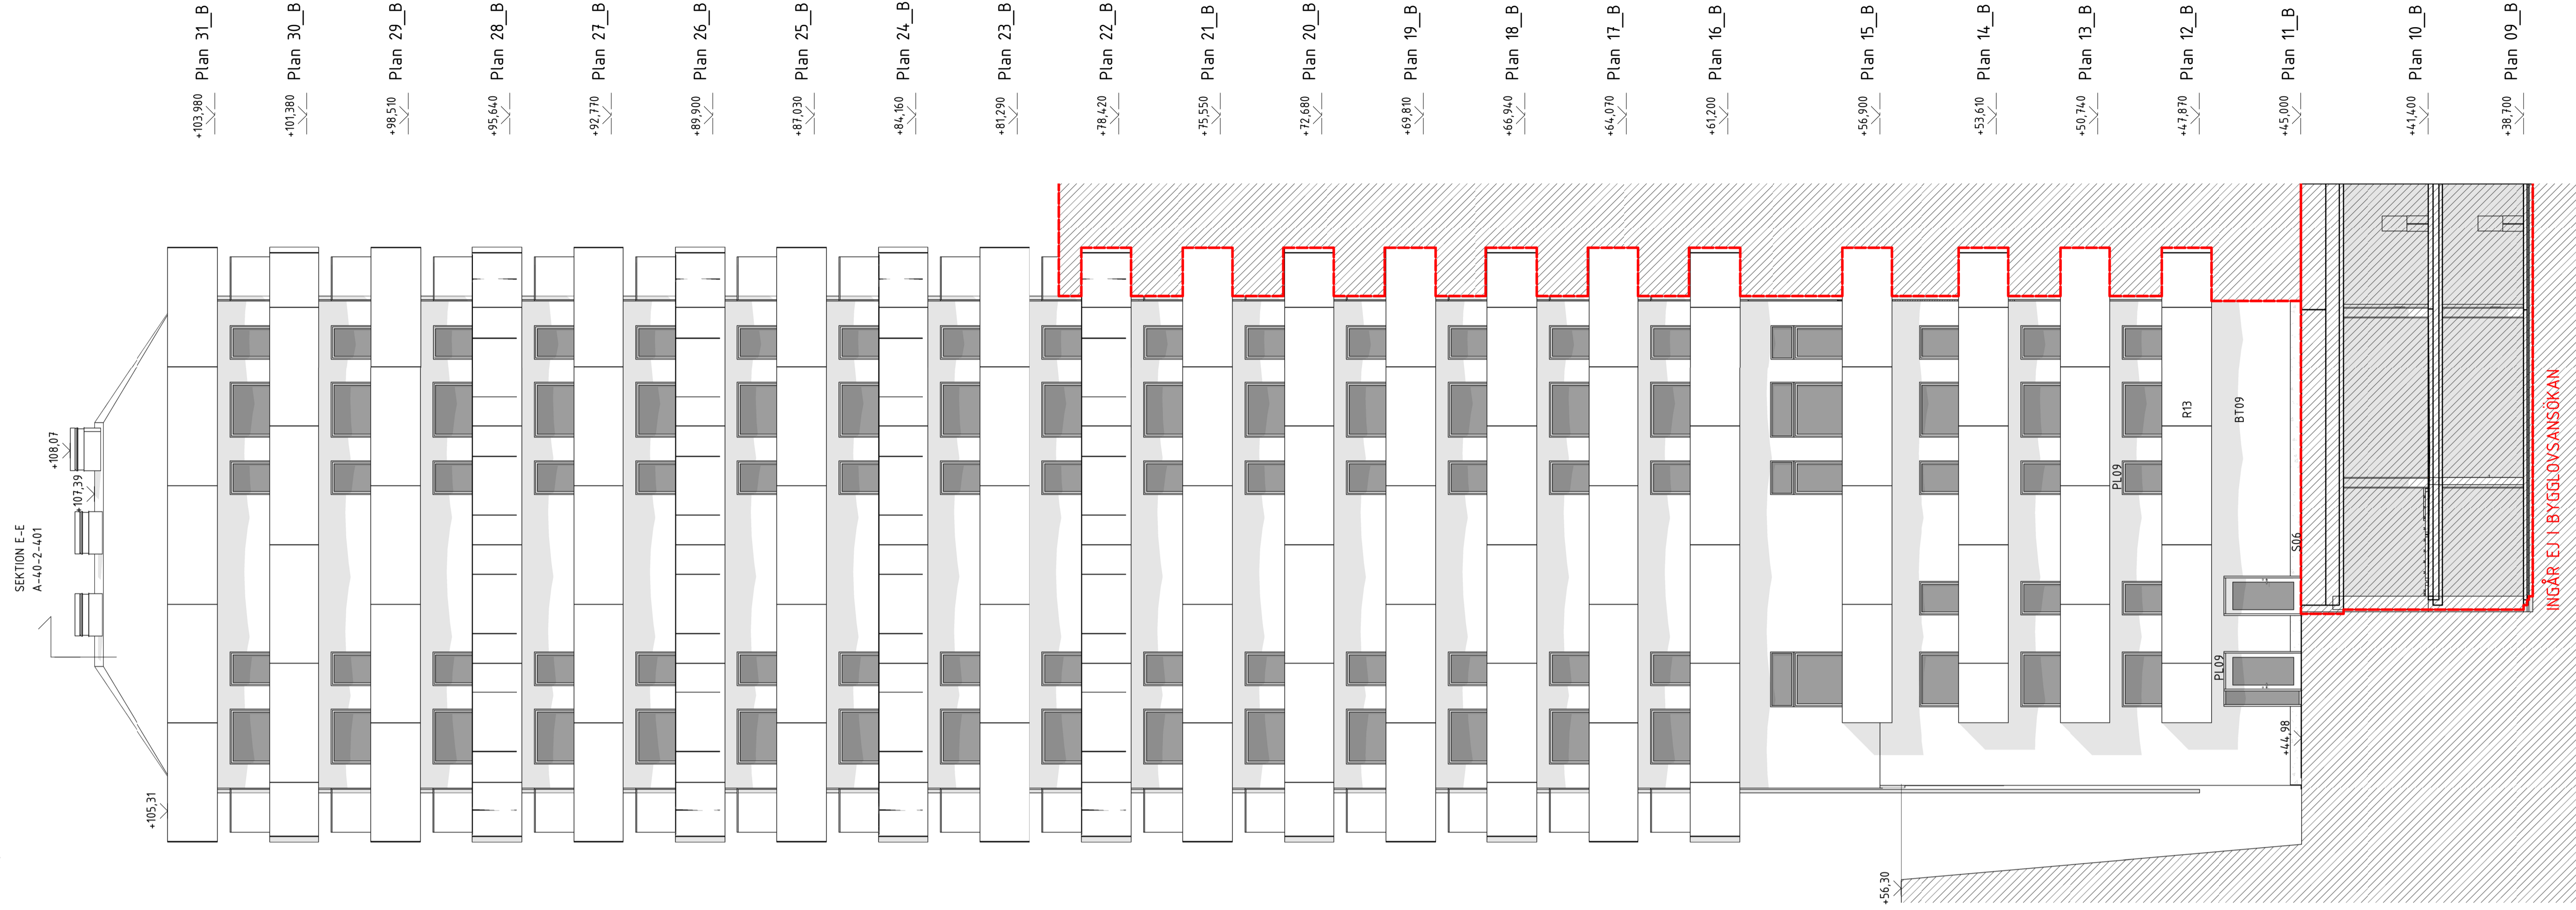 Plan 31_B
+103,980
Plan 30_B
+101,380
Plan 29_B
+98,510
Plan 28_B
+95,640
Plan 27_B
+92,770
Plan 26_B
+89,900
Plan 25_B
+87,030
Plan 24_B
+84,160
Plan 23_B
+81,290
Plan 22_B
+78,420
Plan 21_B
+75,550
Plan 20_B
+72,680
Plan 19_B
+69,810
Plan 18_B
+66,940
Plan 17_B
+64,070
Plan 16_B
+61,200
Plan 15_B
+56,900
Plan 14_B
+53,610
Plan 13_B
+50,740
Plan 12_B
+47,870
Plan 11_B
+45,000
Plan 10_B
+41,400
Plan 09_B
+38,700
SEKTION E-E
A-40-2-401
+108,07
+107,39
+105,31
R13
BT09
PL09
S06
PL09
+44,98
+56,30
INGÅR EJ I BYGGLOVSANSÖKAN